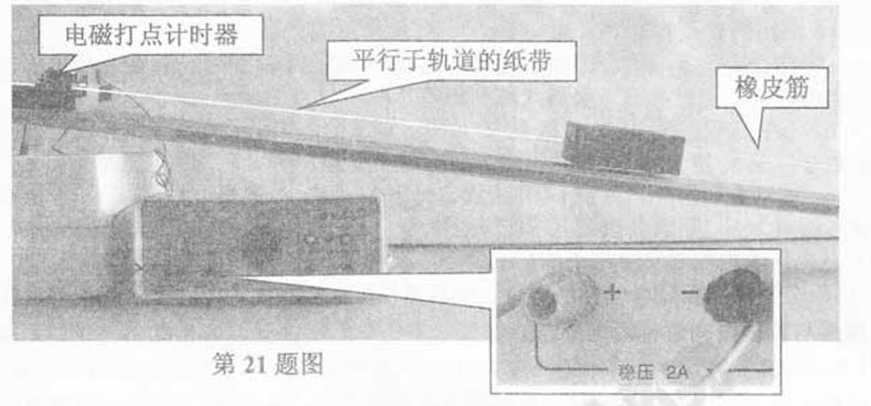 电磁打点计时器
平行于轨道的纸带
橡皮筋
+ -
稳压 2A
第 21 题图